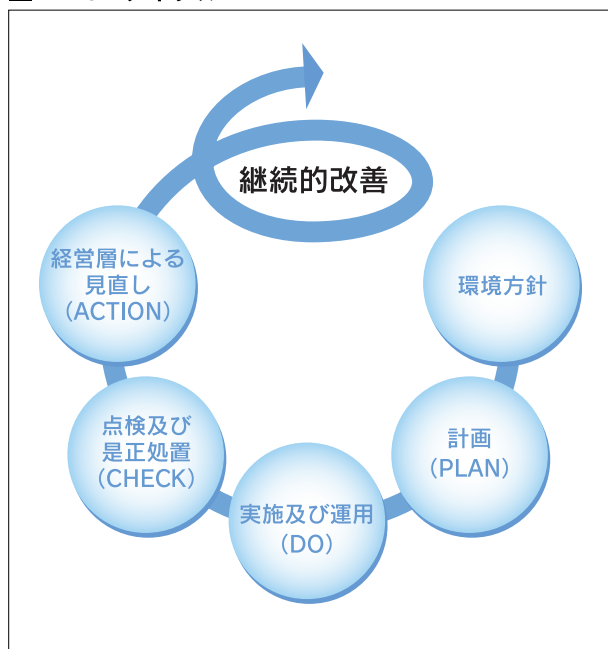 継続的改善
環境方針
計画
(PLAN)
実施及び運用
(DO)
点検及び
是正処置
(CHECK)
経営層による
見直し
(ACTION)